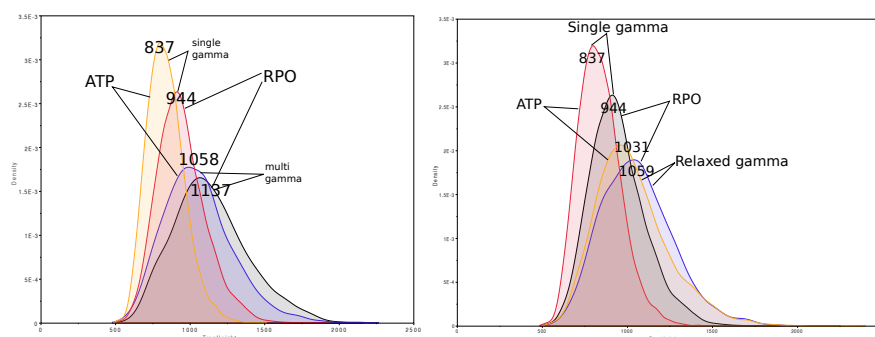 3.5E-3
3E-3
2.5E-3
2E-3
1.5E-3
1E-3
5E-4
0
Density
0
500
1000
1500
2000
2500
837
single
gamma
ATP
944
RPO
1058
multi
gamma
1137
3.5E-3
3E-3
2.5E-3
2E-3
1.5E-3
1E-3
5E-4
0
Density
0
500
1000
1500
2000
Single gamma
837
ATP
944
RPO
1031
1059
Relaxed gamma